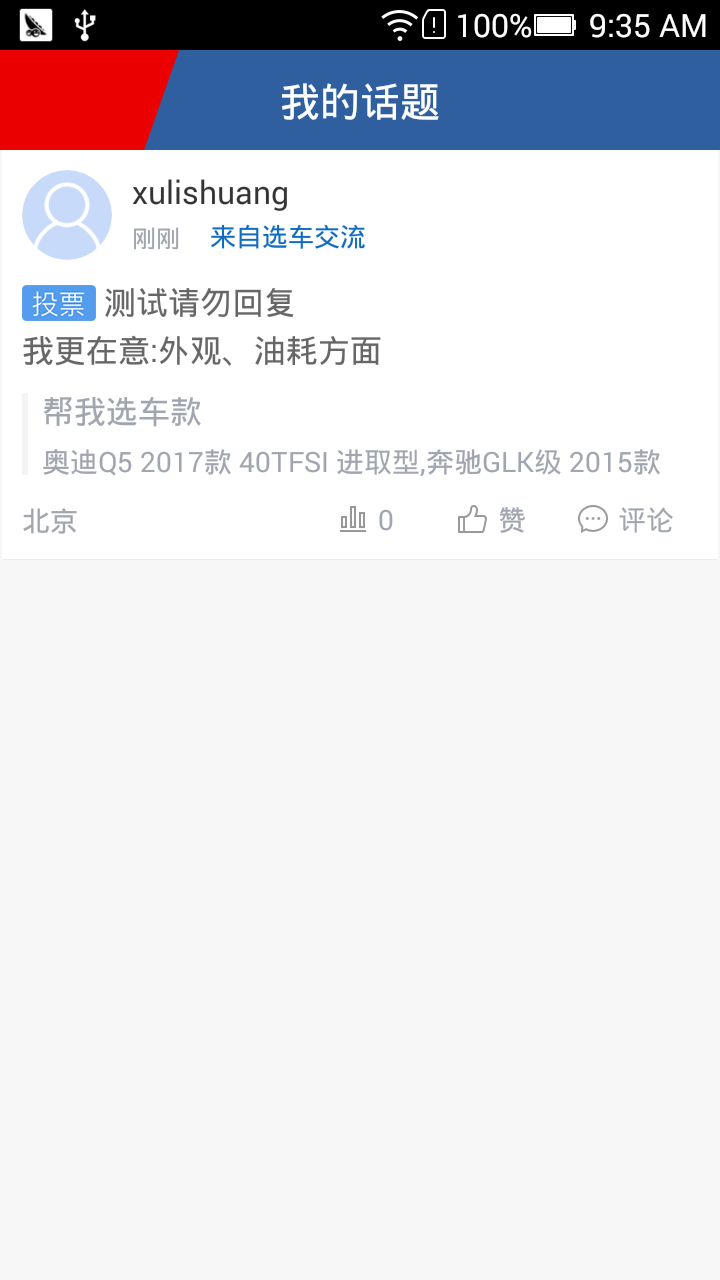 100% 9:35 AM
我的话题
xulishuang
刚刚 来自选车交流
投票 测试请勿回复
我更在意:外观、油耗方面
帮我选车款
奥迪Q5 2017款 40TFSI 进取型,奔驰GLK级 2015款
北京 0 赞 评论